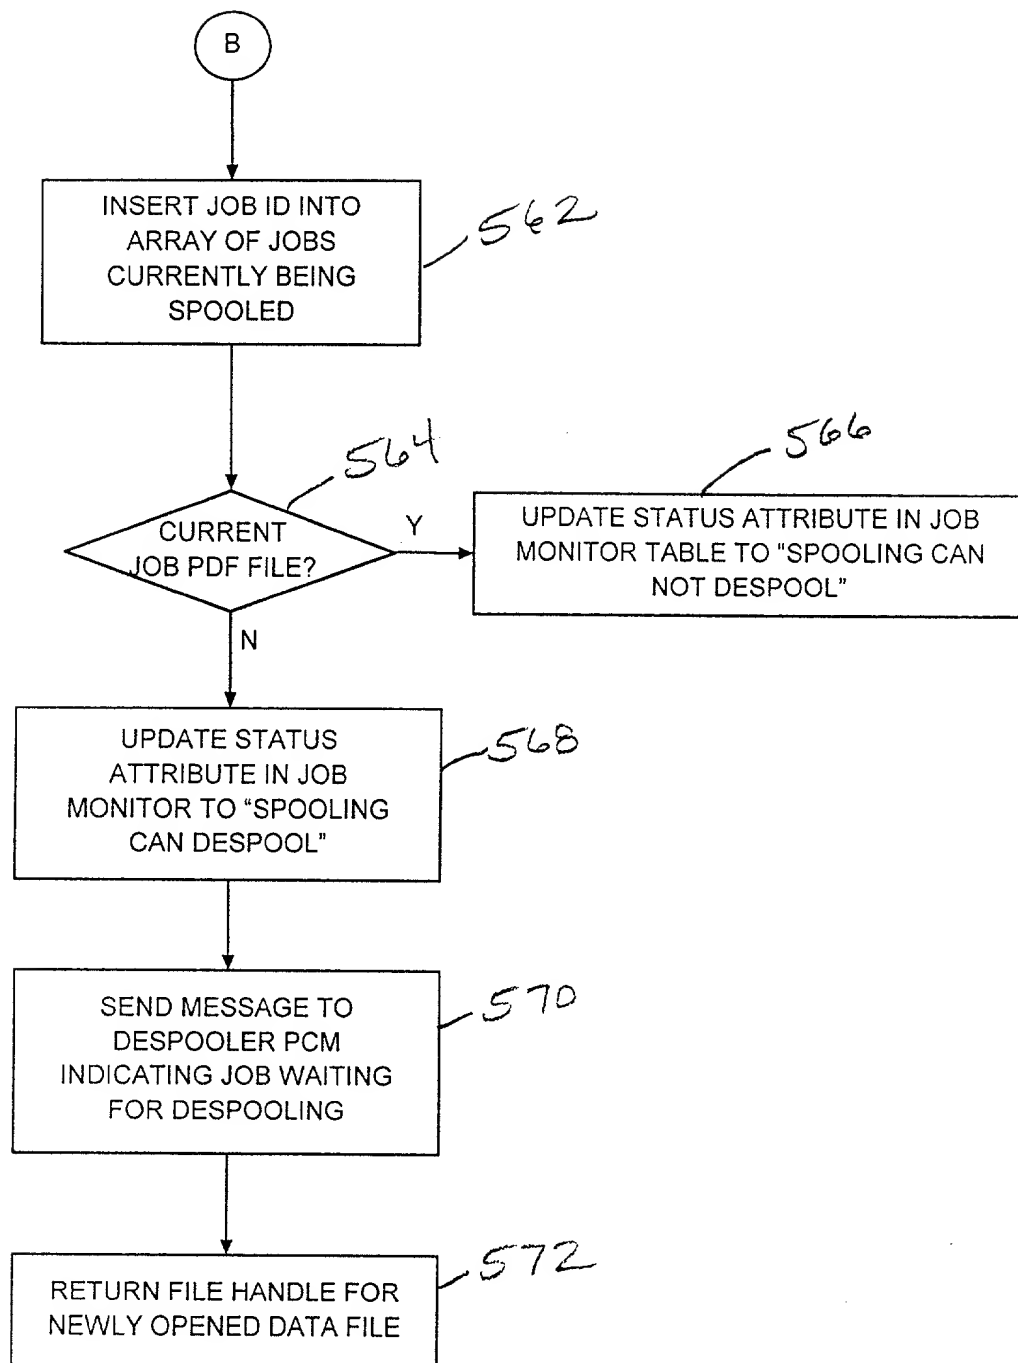 B
INSERT JOB ID INTO
ARRAY OF JOBS
CURRENTLY BEING
SPOOLED
562
564
CURRENT
JOB PDF FILE?
Y
566
UPDATE STATUS ATTRIBUTE IN JOB
MONITOR TABLE TO "SPOOLING CAN
NOT DESPOOL”
N
UPDATE STATUS
ATTRIBUTE IN JOB
MONITOR TO “SPOOLING
CAN DESPOOL”
568
SEND MESSAGE TO
DESPOOLER PCM
INDICATING JOB WAITING
FOR DESPOOLING
570
RETURN FILE HANDLE FOR
NEWLY OPENED DATA FILE
572